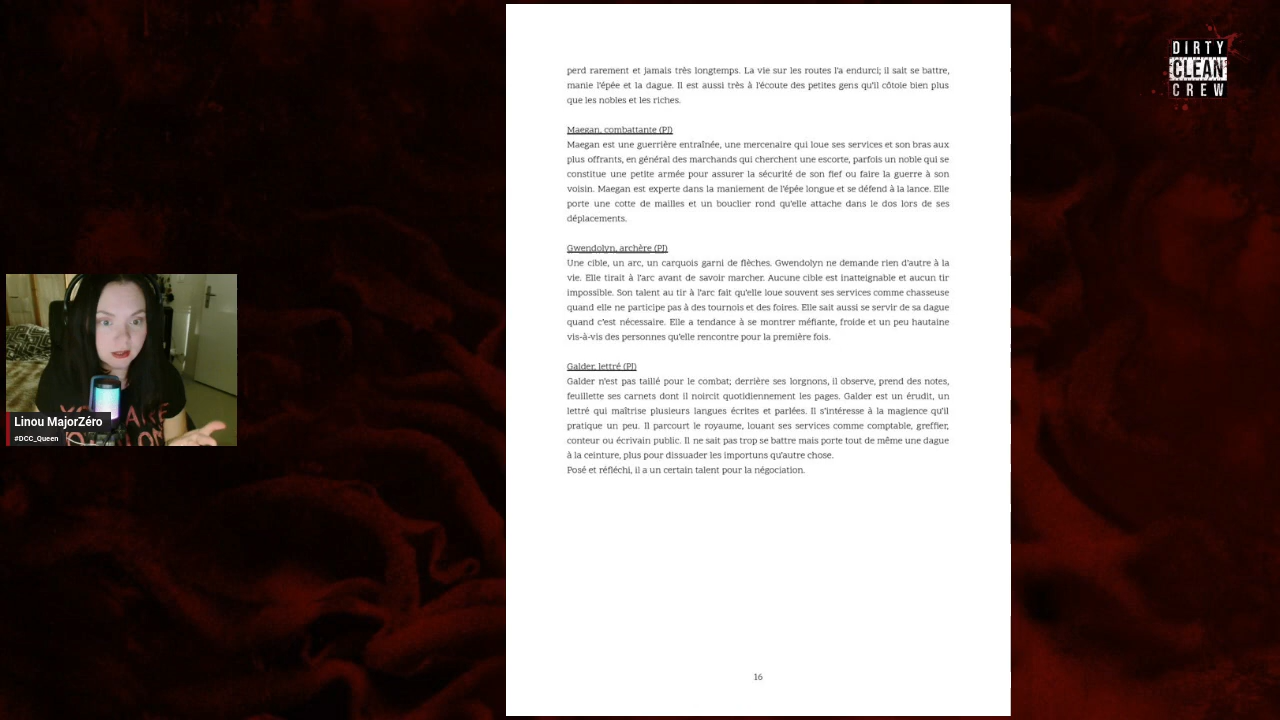 DIRTY
CLEAN
CREW
perd rarement et jamais très longtemps. La vie sur les routes l'a endurci; il sait se battre,
manie l'épée et la dague. Il est aussi très à l'écoute des petites gens qu'il côtoie bien plus
que les nobles et les riches.
Maegan, combattante (PJ)
Maegan est une guerrière entraînée, une mercenaire qui loue ses services et son bras aux
plus offrants, en général des marchands qui cherchent une escorte, parfois un noble qui se
constitue une petite armée pour assurer la sécurité de son fief ou faire la guerre à son
voisin. Maegan est experte dans la maniement de l'épée longue et se défend à la lance. Elle
porte une cotte de mailles et un bouclier rond qu'elle attache dans le dos lors de ses
déplacements.
Gwendolyn, archère (PJ)
Une cible, un arc, un carquois garni de flèches. Gwendolyn ne demande rien d'autre à la
vie. Elle tirait à l'arc avant de savoir marcher. Aucune cible est inatteignable et aucun tir
impossible. Son talent au tir à l'arc fait qu'elle loue souvent ses services comme chasseuse
quand elle ne participe pas à des tournois et des foires. Elle sait aussi se servir de sa dague
quand c'est nécessaire. Elle a tendance à se montrer méfiante, froide et un peu hautaine
vis-à-vis des personnes qu'elle rencontre pour la première fois.
Galder, lettré (PJ)
Galder n'est pas taillé pour le combat; derrière ses lorgnons, il observe, prend des notes,
feuillette ses carnets dont il noircit quotidiennement les pages. Galder est un érudit, un
lettré qui maîtrise plusieurs langues écrites et parlées. Il s'intéresse à la magience qu'il
pratique un peu. Il parcourt le royaume, louant ses services comme comptable, greffier,
conteur ou écrivain public. Il ne sait pas trop se battre mais porte tout de même une dague
à la ceinture, plus pour dissuader les importuns qu'autre chose.
Posé et réfléchi, il a un certain talent pour la négociation.
16
Linou MajorZéro
#DCC_Queen